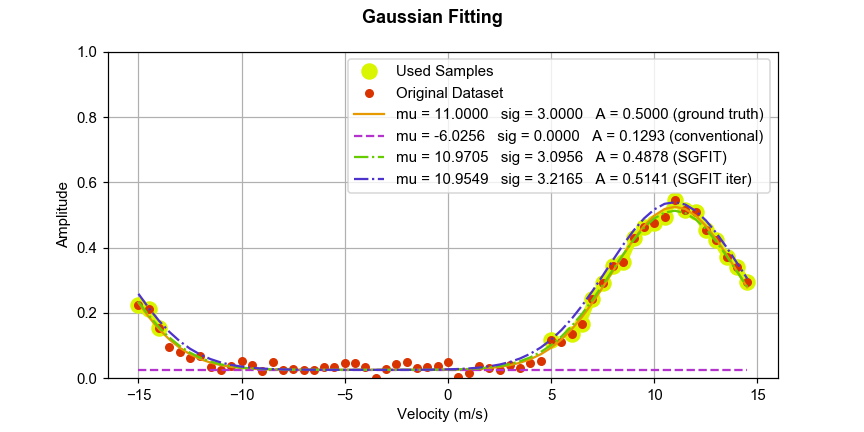 Gaussian Fitting
1.0
0.8
0.6
0.4
0.2
0.0
Amplitude
Used Samples
Original Dataset
mu = 11.0000 sig = 3.0000 A = 0.5000 (ground truth)
mu = -6.0256 sig = 0.0000 A = 0.1293 (conventional)
mu = 10.9705 sig = 3.0956 A = 0.4878 (SGFIT)
mu = 10.9549 sig = 3.2165 A = 0.5141 (SGFIT iter)
−15 −10 −5 0 5 10 15
Velocity (m/s)